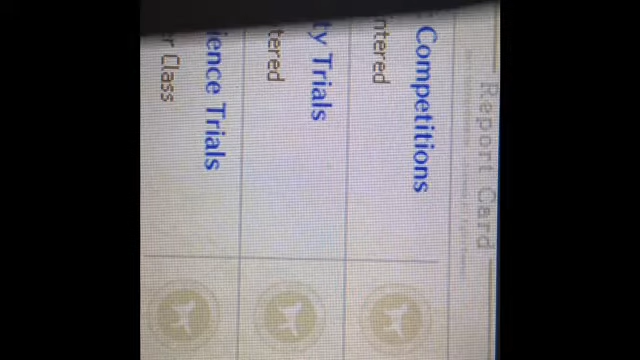 Report Card
Competitions
ntered
ty Trials
tered
ience Trials
r Class